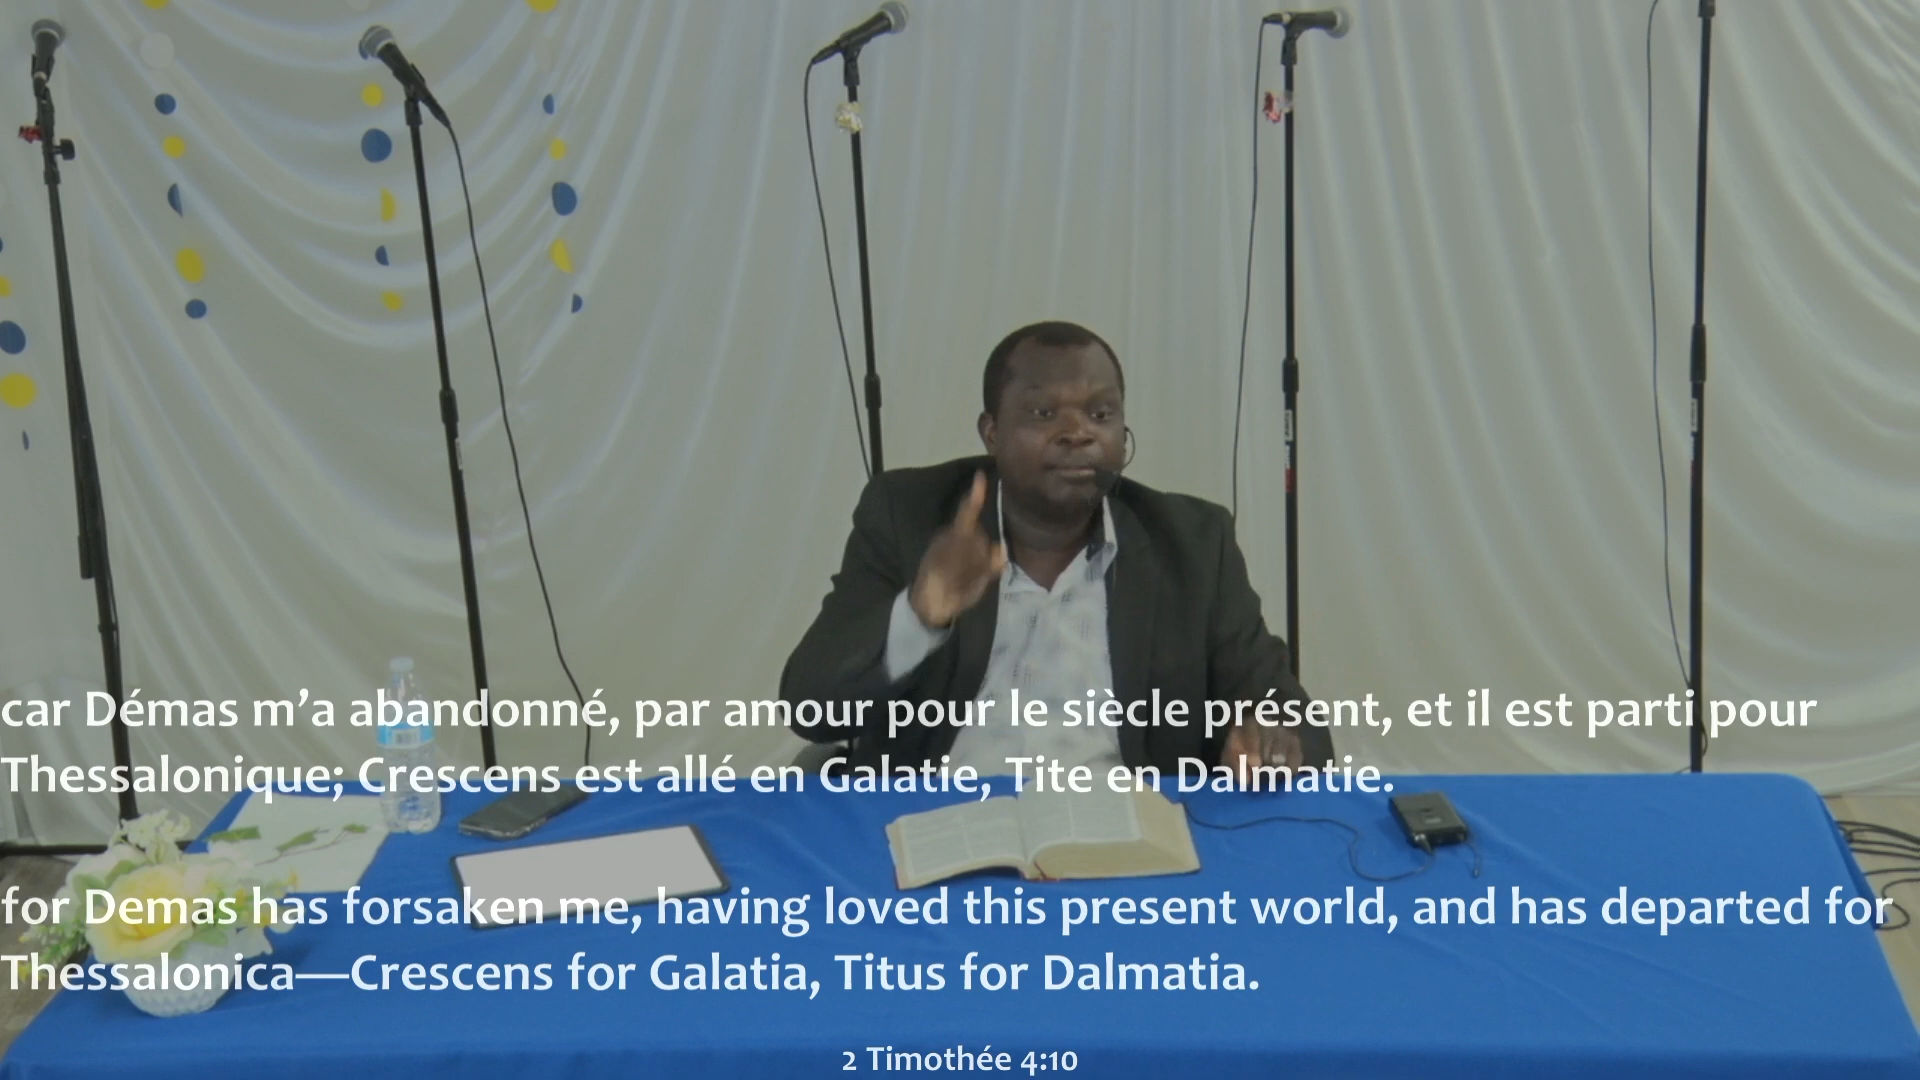 car Démas m’a abandonné, par amour pour le siècle présent, et il est parti pour
Thessalonique; Crescens est allé en Galatie, Tite en Dalmatie.
for Demas has forsaken me, having loved this present world, and has departed for
Thessalonica—Crescens for Galatia, Titus for Dalmatia.
2 Timothée 4:10